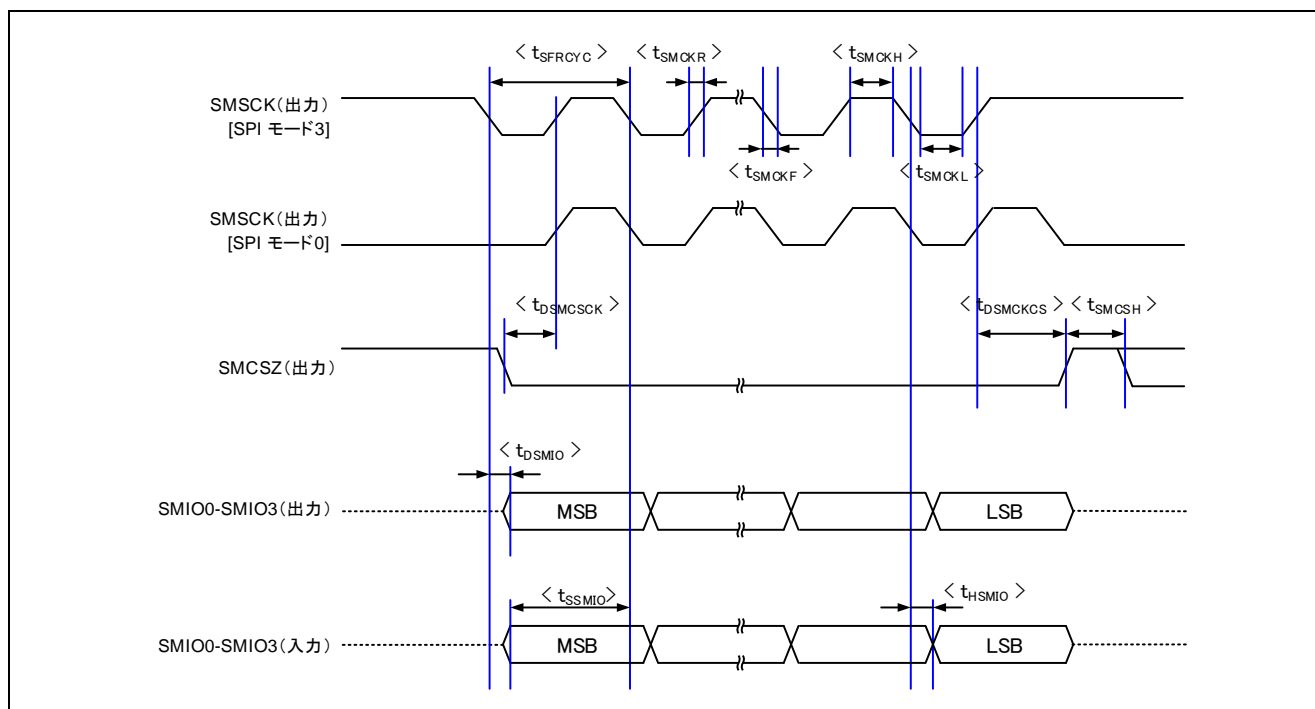 < tSFRCYC > < tSMCKR > < tSMCKH >
SMSCK(出力)
[SPI モード3]
< tSMCKF > < tSMCKL >
SMSCK(出力)
[SPI モード0]
< tDSMCSCK > < tDSMCKCS > < tSMCSH >
SMCSZ(出力)
< tDSMIO >
SMIO0-SMIO3(出力) MSB LSB
< tSSMIO > < tHSMIO >
SMIO0-SMIO3(入力) MSB LSB